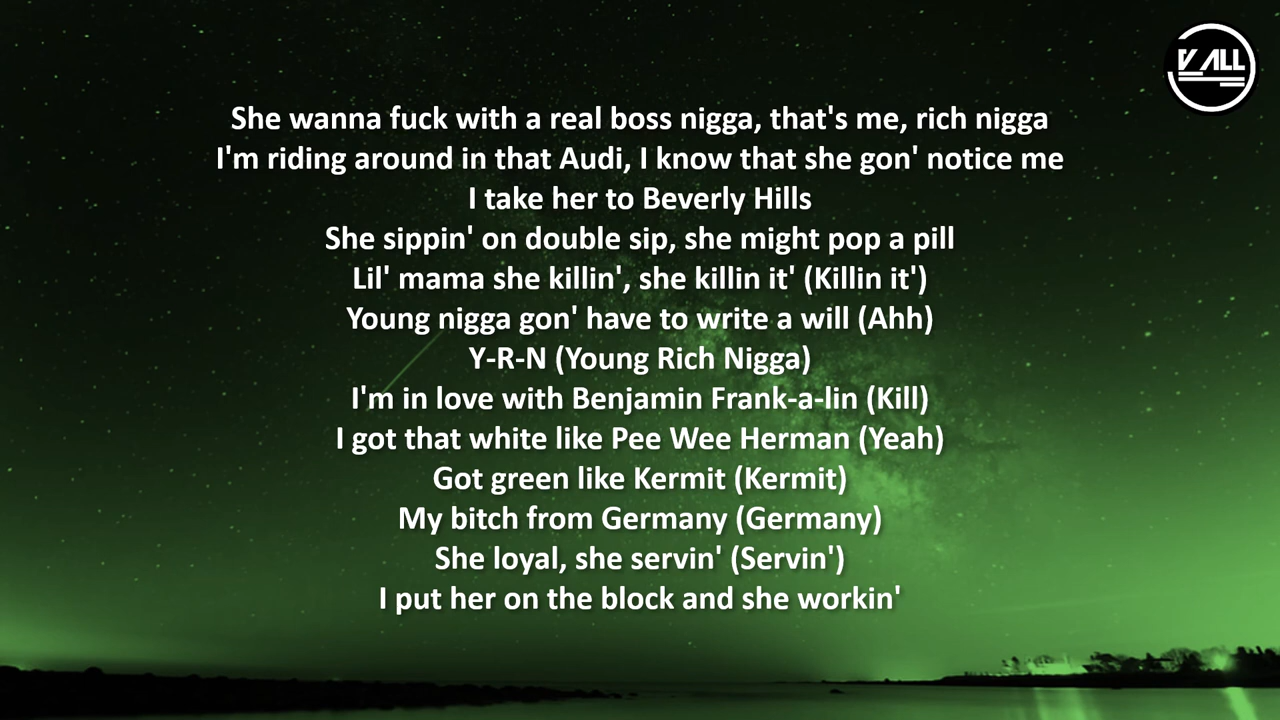 V ALL
She wanna fuck with a real boss nigga, that's me, rich nigga
I'm riding around in that Audi, I know that she gon' notice me
I take her to Beverly Hills
She sippin' on double sip, she might pop a pill
Lil' mama she killin', she killin it' (Killin it')
Young nigga gon' have to write a will (Ahh)
Y-R-N (Young Rich Nigga)
I'm in love with Benjamin Frank-a-lin (Kill)
I got that white like Pee Wee Herman (Yeah)
Got green like Kermit (Kermit)
My bitch from Germany (Germany)
She loyal, she servin' (Servin')
I put her on the block and she workin'